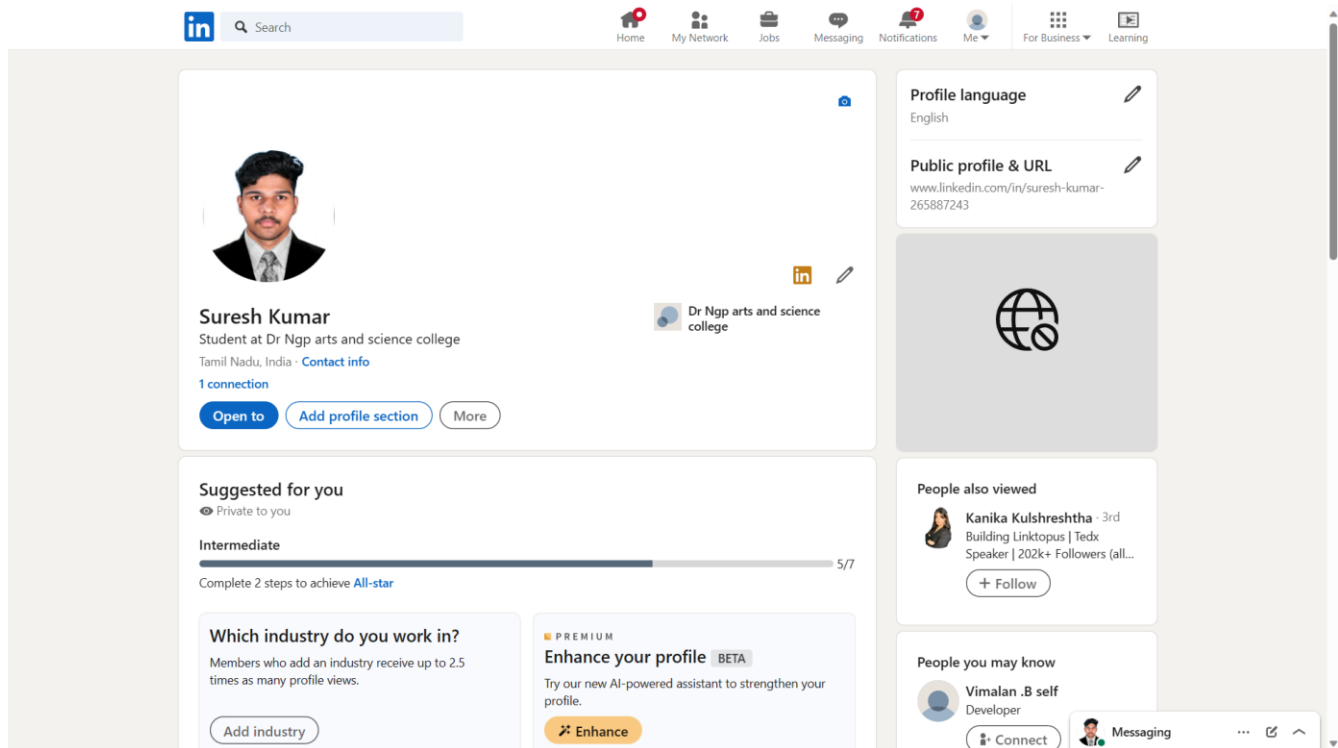 in Search
Home
My Network
Jobs
Messaging
7
Notifications
Me
For Business
Learning
in
Suresh Kumar
Student at Dr Ngp arts and science college
Tamil Nadu, India · Contact info
1 connection
Open to
Add profile section
More
Dr Ngp arts and science
college
Suggested for you
Private to you
Intermediate
5/7
Complete 2 steps to achieve All-star
Which industry do you work in?
Members who add an industry receive up to 2.5
times as many profile views.
Add industry
PREMIUM
Enhance your profile BETA
Try our new AI-powered assistant to strengthen your
profile.
Enhance
Profile language
English
Public profile & URL
www.linkedin.com/in/suresh-kumar-
265887243
People also viewed
Kanika Kulshreshtha · 3rd
Building Linktopus | Tedx
Speaker | 202k+ Followers (all...
+ Follow
People you may know
Vimalan .B self
Developer
Connect
Messaging